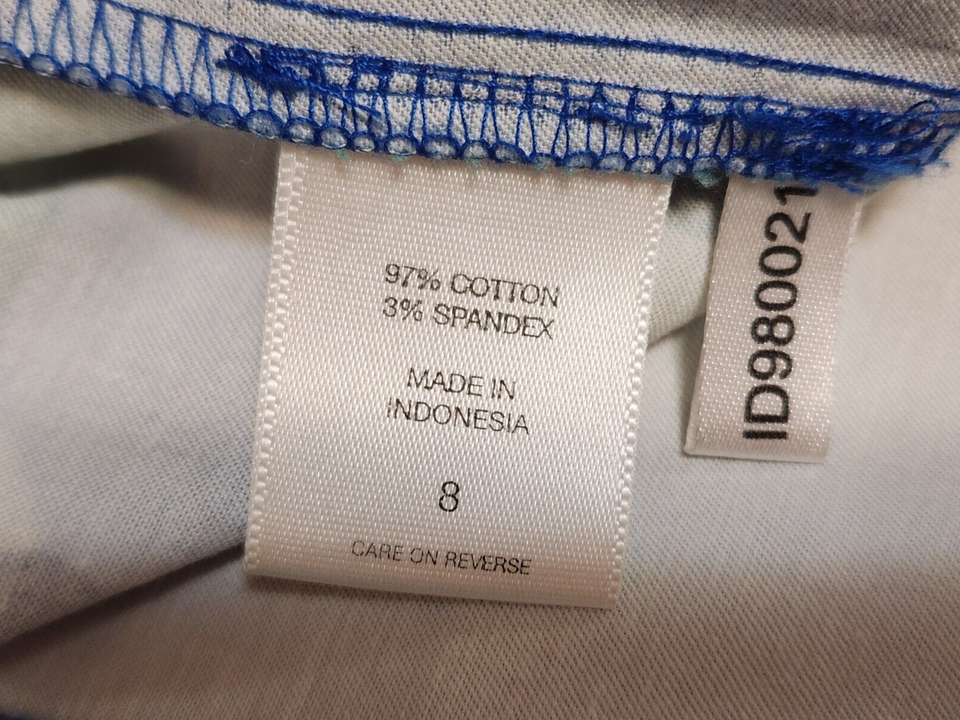 97% COTTON
3% SPANDEX
MADE IN
INDONESIA
8
CARE ON REVERSE
ID980021